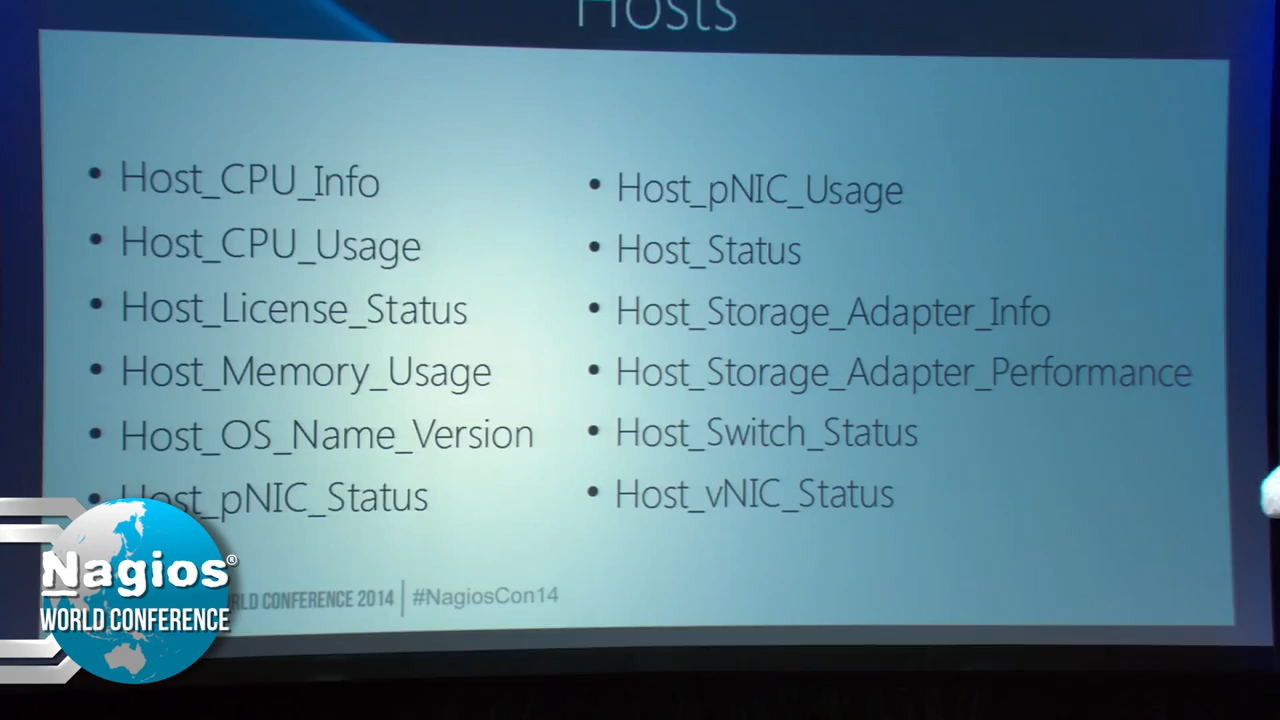 Hosts
• Host_CPU_Info
• Host_CPU_Usage
• Host_License_Status
• Host_Memory_Usage
• Host_OS_Name_Version
• Host_pNIC_Status
• Host_pNIC_Usage
• Host_Status
• Host_Storage_Adapter_Info
• Host_Storage_Adapter_Performance
• Host_Switch_Status
• Host_vNIC_Status
CONFERENCE 2014 | #NagiosCon14
Nagios®
WORLD CONFERENCE